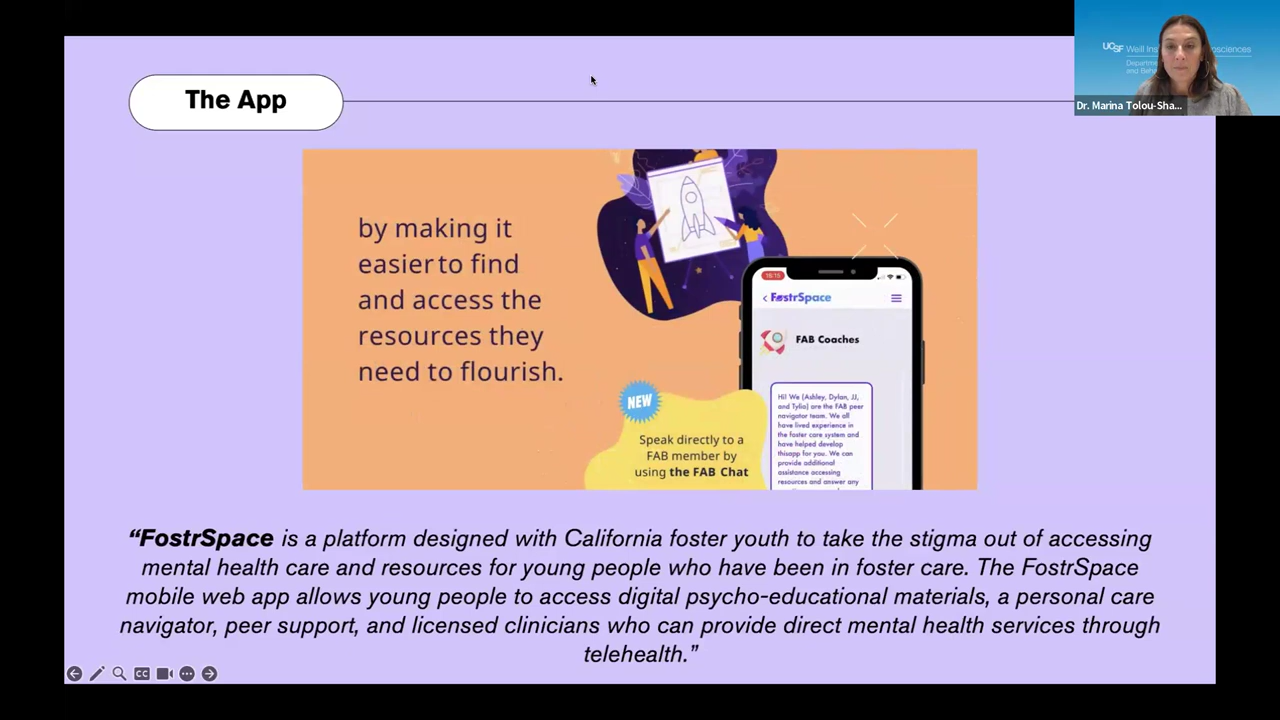 The App
UCSF Weill
Dr. Marina Tolou-Sha...
by making it
easier to find
and access the
resources they
need to flourish.
16:15
FostrSpace
FAB Coaches
Hi! We (Ashley, Dylan, JJ,
and Tylia) are the FAB peer
navigator team. We all
have lived experience in
the foster care system and
have helped develop
thisapp for you. We can
provide additional
assistance accessing
resources and answer any
NEW
Speak directly to a
FAB member by
using the FAB Chat
“FostrSpace is a platform designed with California foster youth to take the stigma out of accessing
mental health care and resources for young people who have been in foster care. The FostrSpace
mobile web app allows young people to access digital psycho-educational materials, a personal care
navigator, peer support, and licensed clinicians who can provide direct mental health services through
telehealth.”
CC